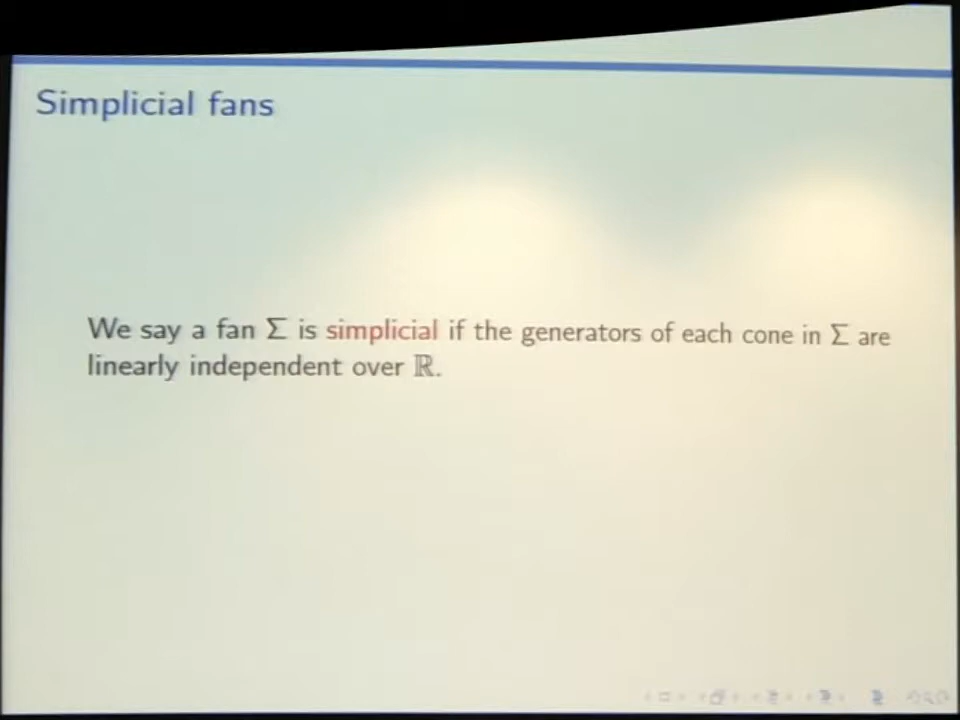 Simplicial fans
We say a fan Σ is simplicial if the generators of each cone in Σ are
linearly independent over ℝ.